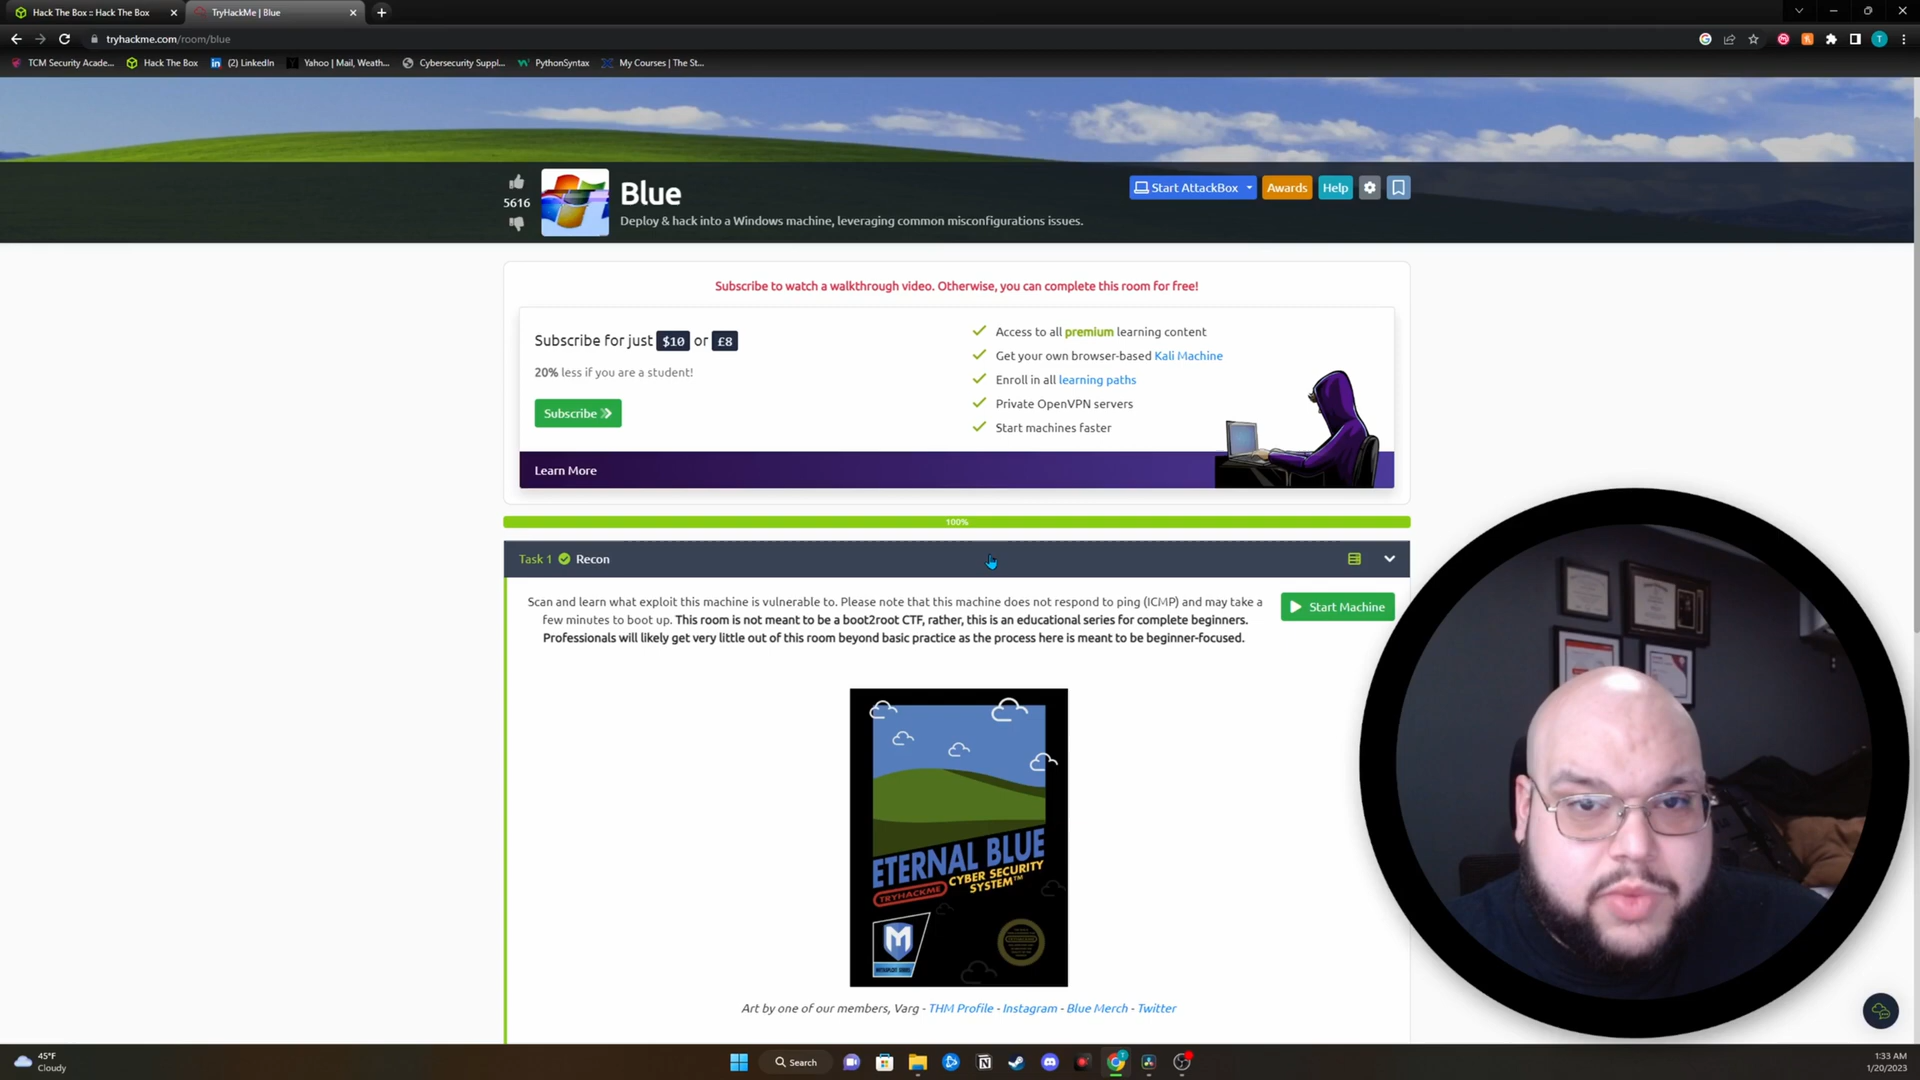 Hack The Box :: Hack The Box
TryHackMe | Blue
tryhackme.com/room/blue
TCM Security Acade...
Hack The Box
(2) LinkedIn
Yahoo | Mail, Weath...
Cybersecurity Suppl...
PythonSyntax
My Courses | The St...
5616
Blue
Deploy & hack into a Windows machine, leveraging common misconfigurations issues.
Start AttackBox
Awards
Help
Subscribe to watch a walkthrough video. Otherwise, you can complete this room for free!
Subscribe for just $10 or £8
20% less if you are a student!
Subscribe
Access to all premium learning content
Get your own browser-based Kali Machine
Enroll in all learning paths
Private OpenVPN servers
Start machines faster
Learn More
100%
Task 1 Recon
Scan and learn what exploit this machine is vulnerable to. Please note that this machine does not respond to ping (ICMP) and may take a
few minutes to boot up. This room is not meant to be a boot2root CTF, rather, this is an educational series for complete beginners.
Professionals will likely get very little out of this room beyond basic practice as the process here is meant to be beginner-focused.
Start Machine
ETERNAL BLUE
TRYHACKME
CYBER SECURITY
SYSTEM™
M
Art by one of our members, Varg - THM Profile - Instagram - Blue Merch - Twitter
45°F
Cloudy
Search
1:33 AM
1/20/2023